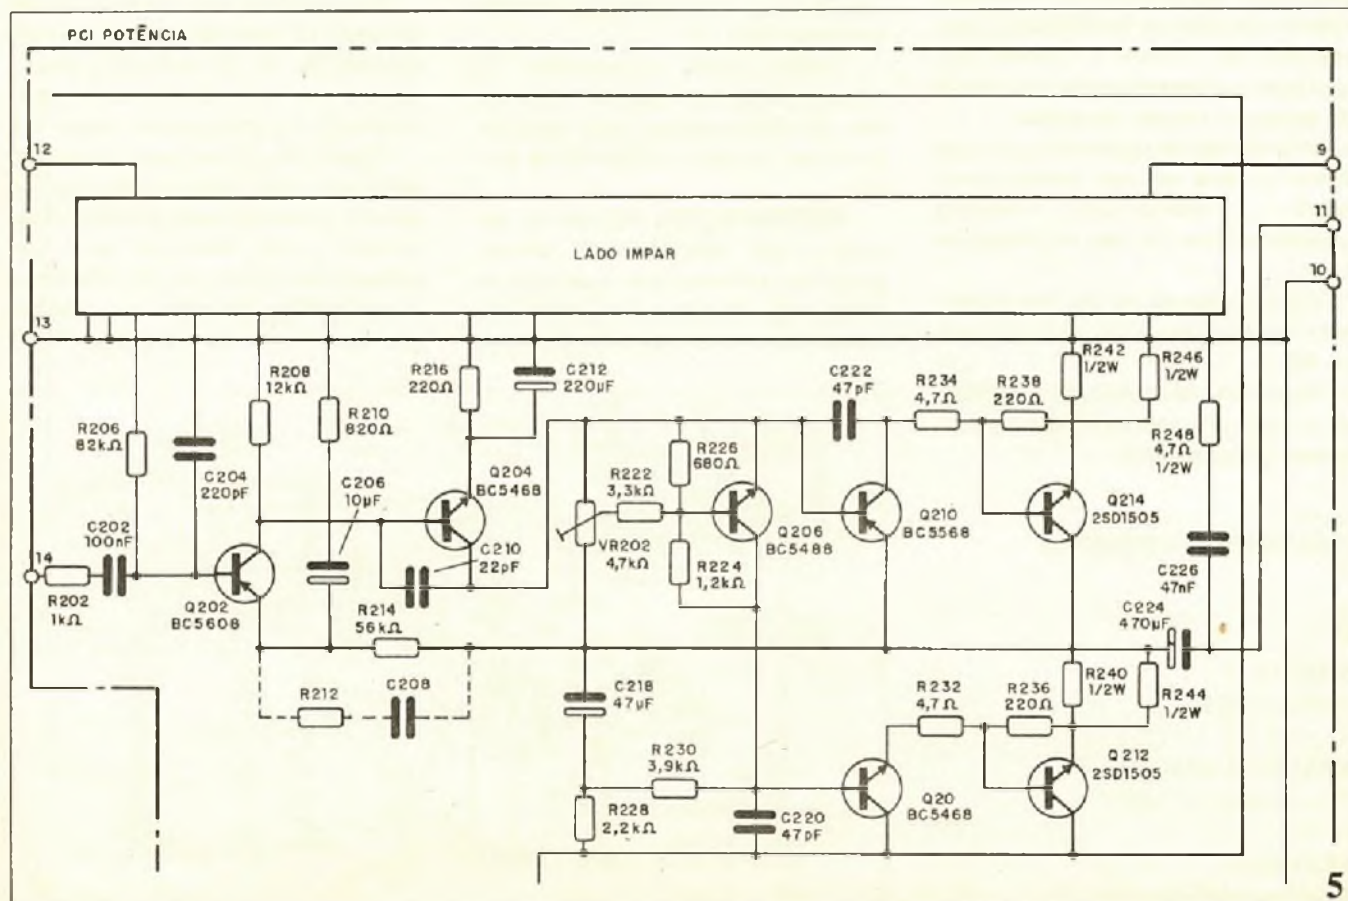 PCI POTÊNCIA
12
9
11
10
LADO IMPAR
13
R208
12kΩ
R216
220Ω
C212
220µF
C222
47pF
R234
4,7Ω
R238
220Ω
R242
1/2W
R246
1/2W
R206
82kΩ
R210
820Ω
R226
680Ω
R248
4,7Ω
1/2W
C204
220pF
C206
10µF
Q204
BC5468
R222
3,3kΩ
Q206
BC5488
Q210
BC5568
Q214
2SD1505
C202
100nF
C210
22pF
VR202
4,7kΩ
R224
1,2kΩ
C226
47nF
14
R202
1kΩ
Q202
BC5608
R214
56kΩ
C224
470µF
R212
C208
C218
47µF
R232
4,7Ω
R236
220Ω
R240
1/2W
R244
1/2W
R230
3,9kΩ
Q212
2SD1505
R228
2,2kΩ
C220
47pF
Q20
BC5468
5